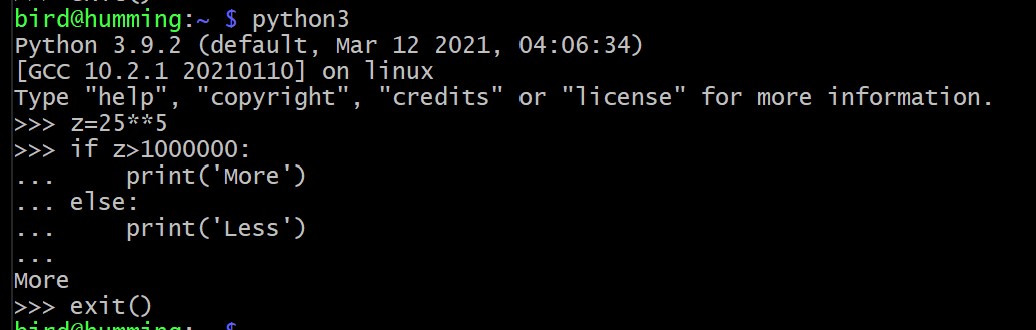 bird@humming:~ $ python3
Python 3.9.2 (default, Mar 12 2021, 04:06:34)
[GCC 10.2.1 20210110] on linux
Type "help", "copyright", "credits" or "license" for more information.
>>> z=25**5
>>> if z>1000000:
...     print('More')
... else:
...     print('Less')
...
More
>>> exit()
bird@humming:~ $